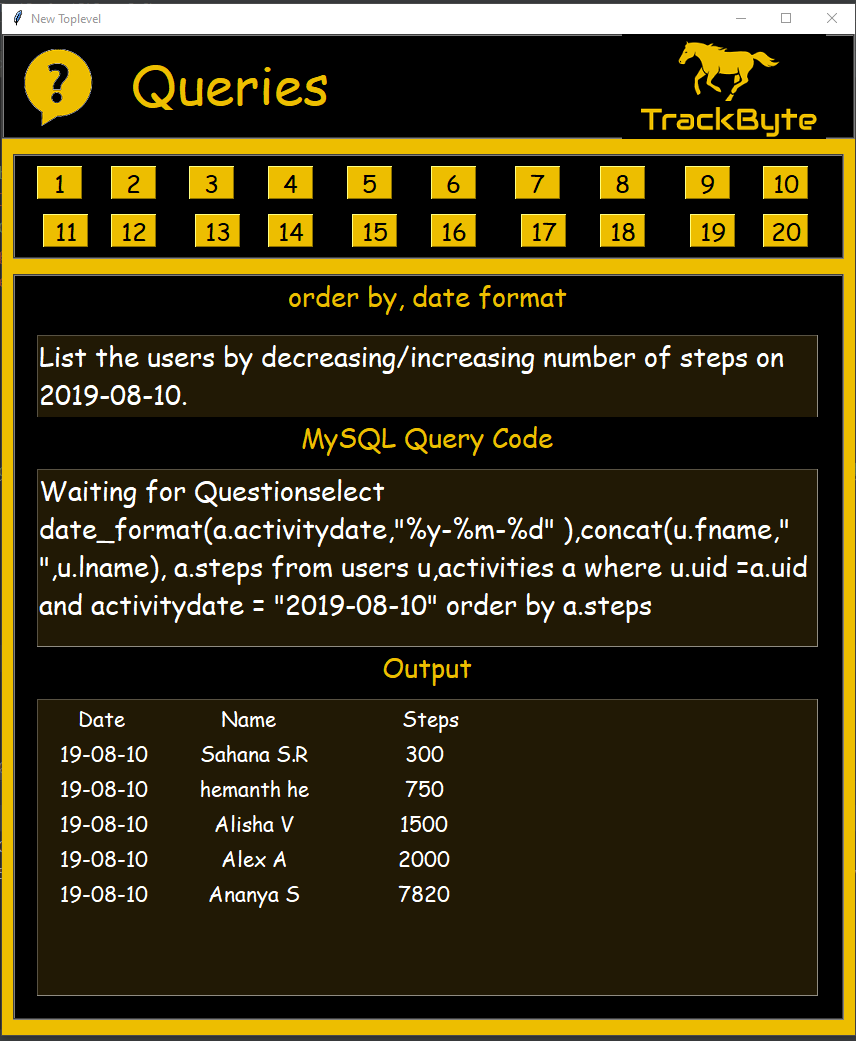 New Toplevel
?
Queries
TrackByte
1 2 3 4 5 6 7 8 9 10
11 12 13 14 15 16 17 18 19 20
order by, date format
List the users by decreasing/increasing number of steps on
2019-08-10.
MySQL Query Code
Waiting for Questionselect
date_format(a.activitydate,"%y-%m-%d" ),concat(u.fname,"
",u.lname), a.steps from users u,activities a where u.uid =a.uid
and activitydate = "2019-08-10" order by a.steps
Output
Date Name Steps
19-08-10 Sahana S.R 300
19-08-10 hemanth he 750
19-08-10 Alisha V 1500
19-08-10 Alex A 2000
19-08-10 Ananya S 7820